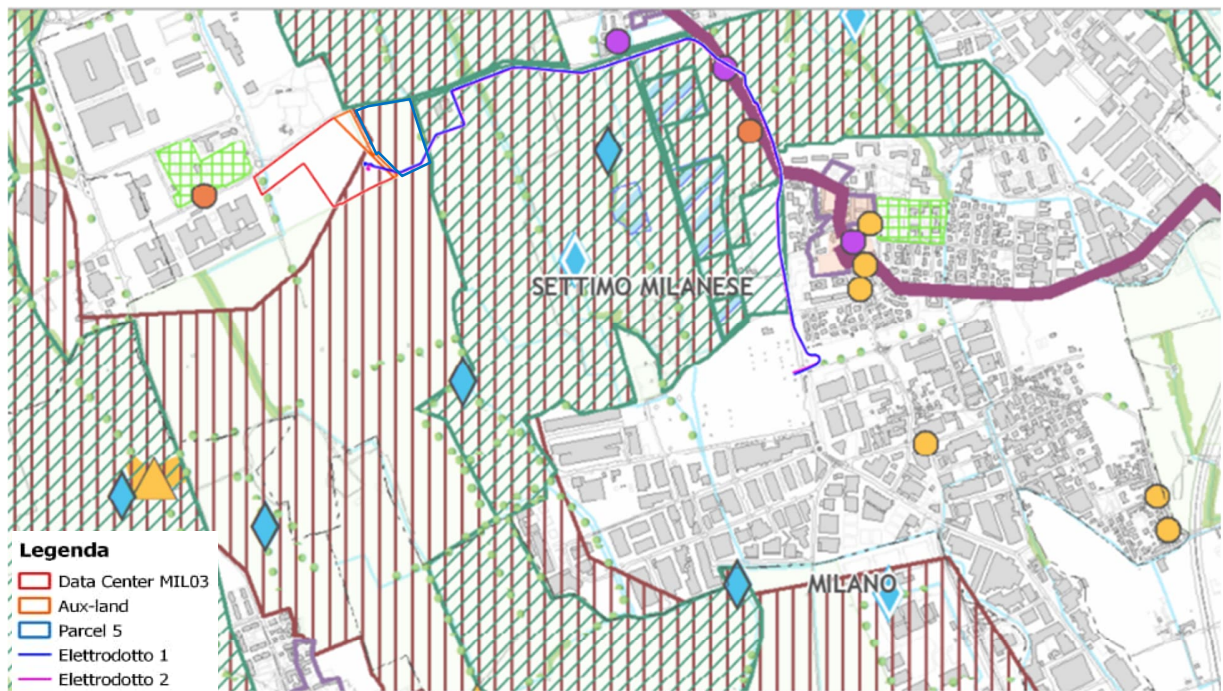 SETTIMO MILANESE
MILANO
Legenda
Data Center MIL03
Aux-land
Parcel 5
Elettrodotto 1
Elettrodotto 2